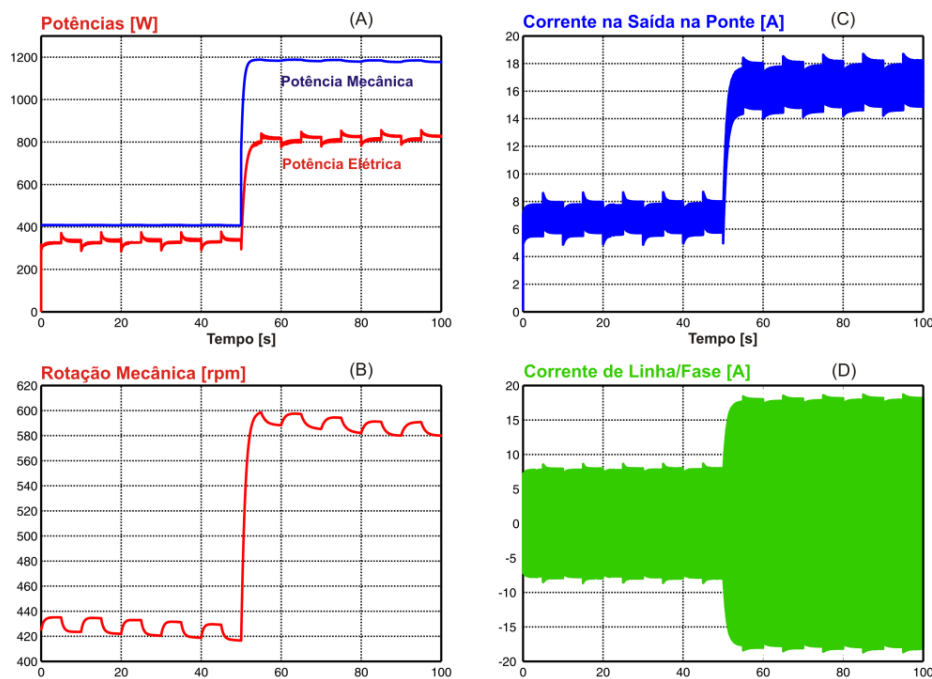 Potências [W]
(A)
1200
1000
800
600
400
200
0
Potência Mecânica
Potência Elétrica
0 20 40 60 80 100
Tempo [s]
Corrente na Saída na Ponte [A]
(C)
20
18
16
14
12
10
8
6
4
2
0
0 20 40 60 80 100
Tempo [s]
Rotação Mecânica [rpm]
(B)
620
600
580
560
540
520
500
480
460
440
420
400
0 20 40 60 80 100
Corrente de Linha/Fase [A]
(D)
20
15
10
5
0
-5
-10
-15
-20
0 20 40 60 80 100